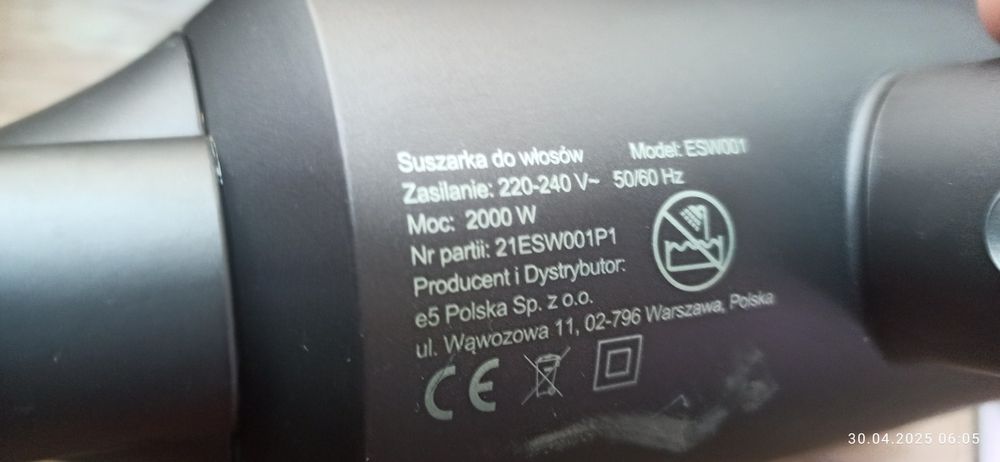 Suszarka do włosów Model: ESW001
Zasilanie: 220-240 V~ 50/60 Hz
Moc: 2000 W
Nr partii: 21ESW001P1
Producent i Dystrybutor:
e5 Polska Sp. z o.o.
ul. Wąwozowa 11, 02-796 Warszawa, Polska
CE
30.04.2025 06:05